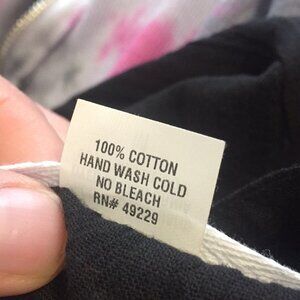 100% COTTON
HAND WASH COLD
NO BLEACH
RN# 49229